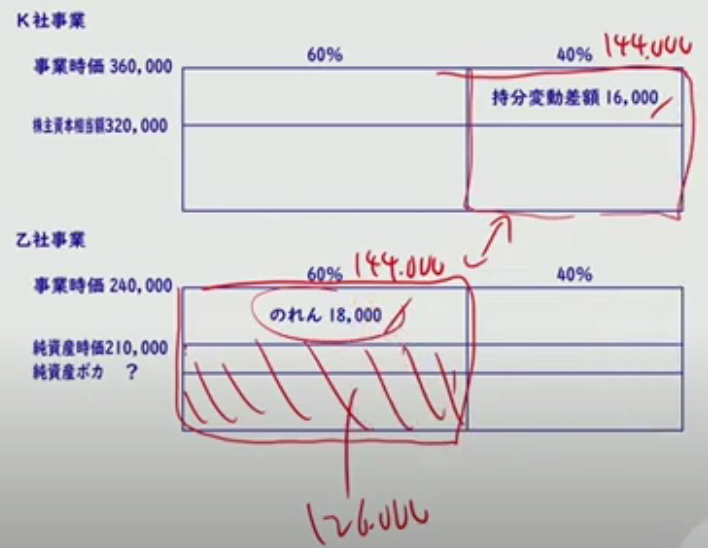 K社事業
60%
40%
144.000
事業時価 360,000
持分変動差額 16,000
株主資本相当額320,000
乙社事業
60%
144.000
40%
事業時価 240,000
のれん 18,000
純資産時価210,000
純資産ボカ ?
126.000